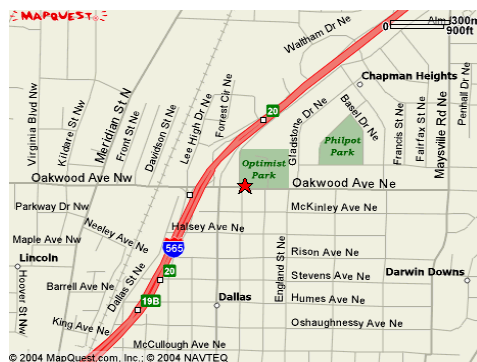 MAPQUEST
300m
900ft
Waltham Dr Ne
Chapman Heights
Virginia Blvd Nw
Kildare St Nw
Meridian St N
Front St Ne
Davidson St Ne
Lee High Dr Ne
Forrest Cir Ne
20
Gladstone Dr Ne
Basel Dr Ne
Francis St Ne
Fairfax St Ne
Maysville Rd Ne
Penhall Dr Ne
Optimist
Park
Philpot
Park
Oakwood Ave Nw
Oakwood Ave Ne
Parkway Dr Nw
McKinley Ave Ne
Neeley Ave Ne
Halsey Ave Ne
Maple Ave Nw
565
Lincoln
Rison Ave Ne
Dallas St Ne
20
England St Ne
Stevens Ave Ne
Darwin Downs
Barrell Ave Ne
Hoover St Nw
19B
Dallas
Humes Ave Ne
King Ave Ne
Oshaughnessy Ave Ne
McCullough Ave Ne
© 2004 MapQuest.com, Inc.; © 2004 NAVTEQ